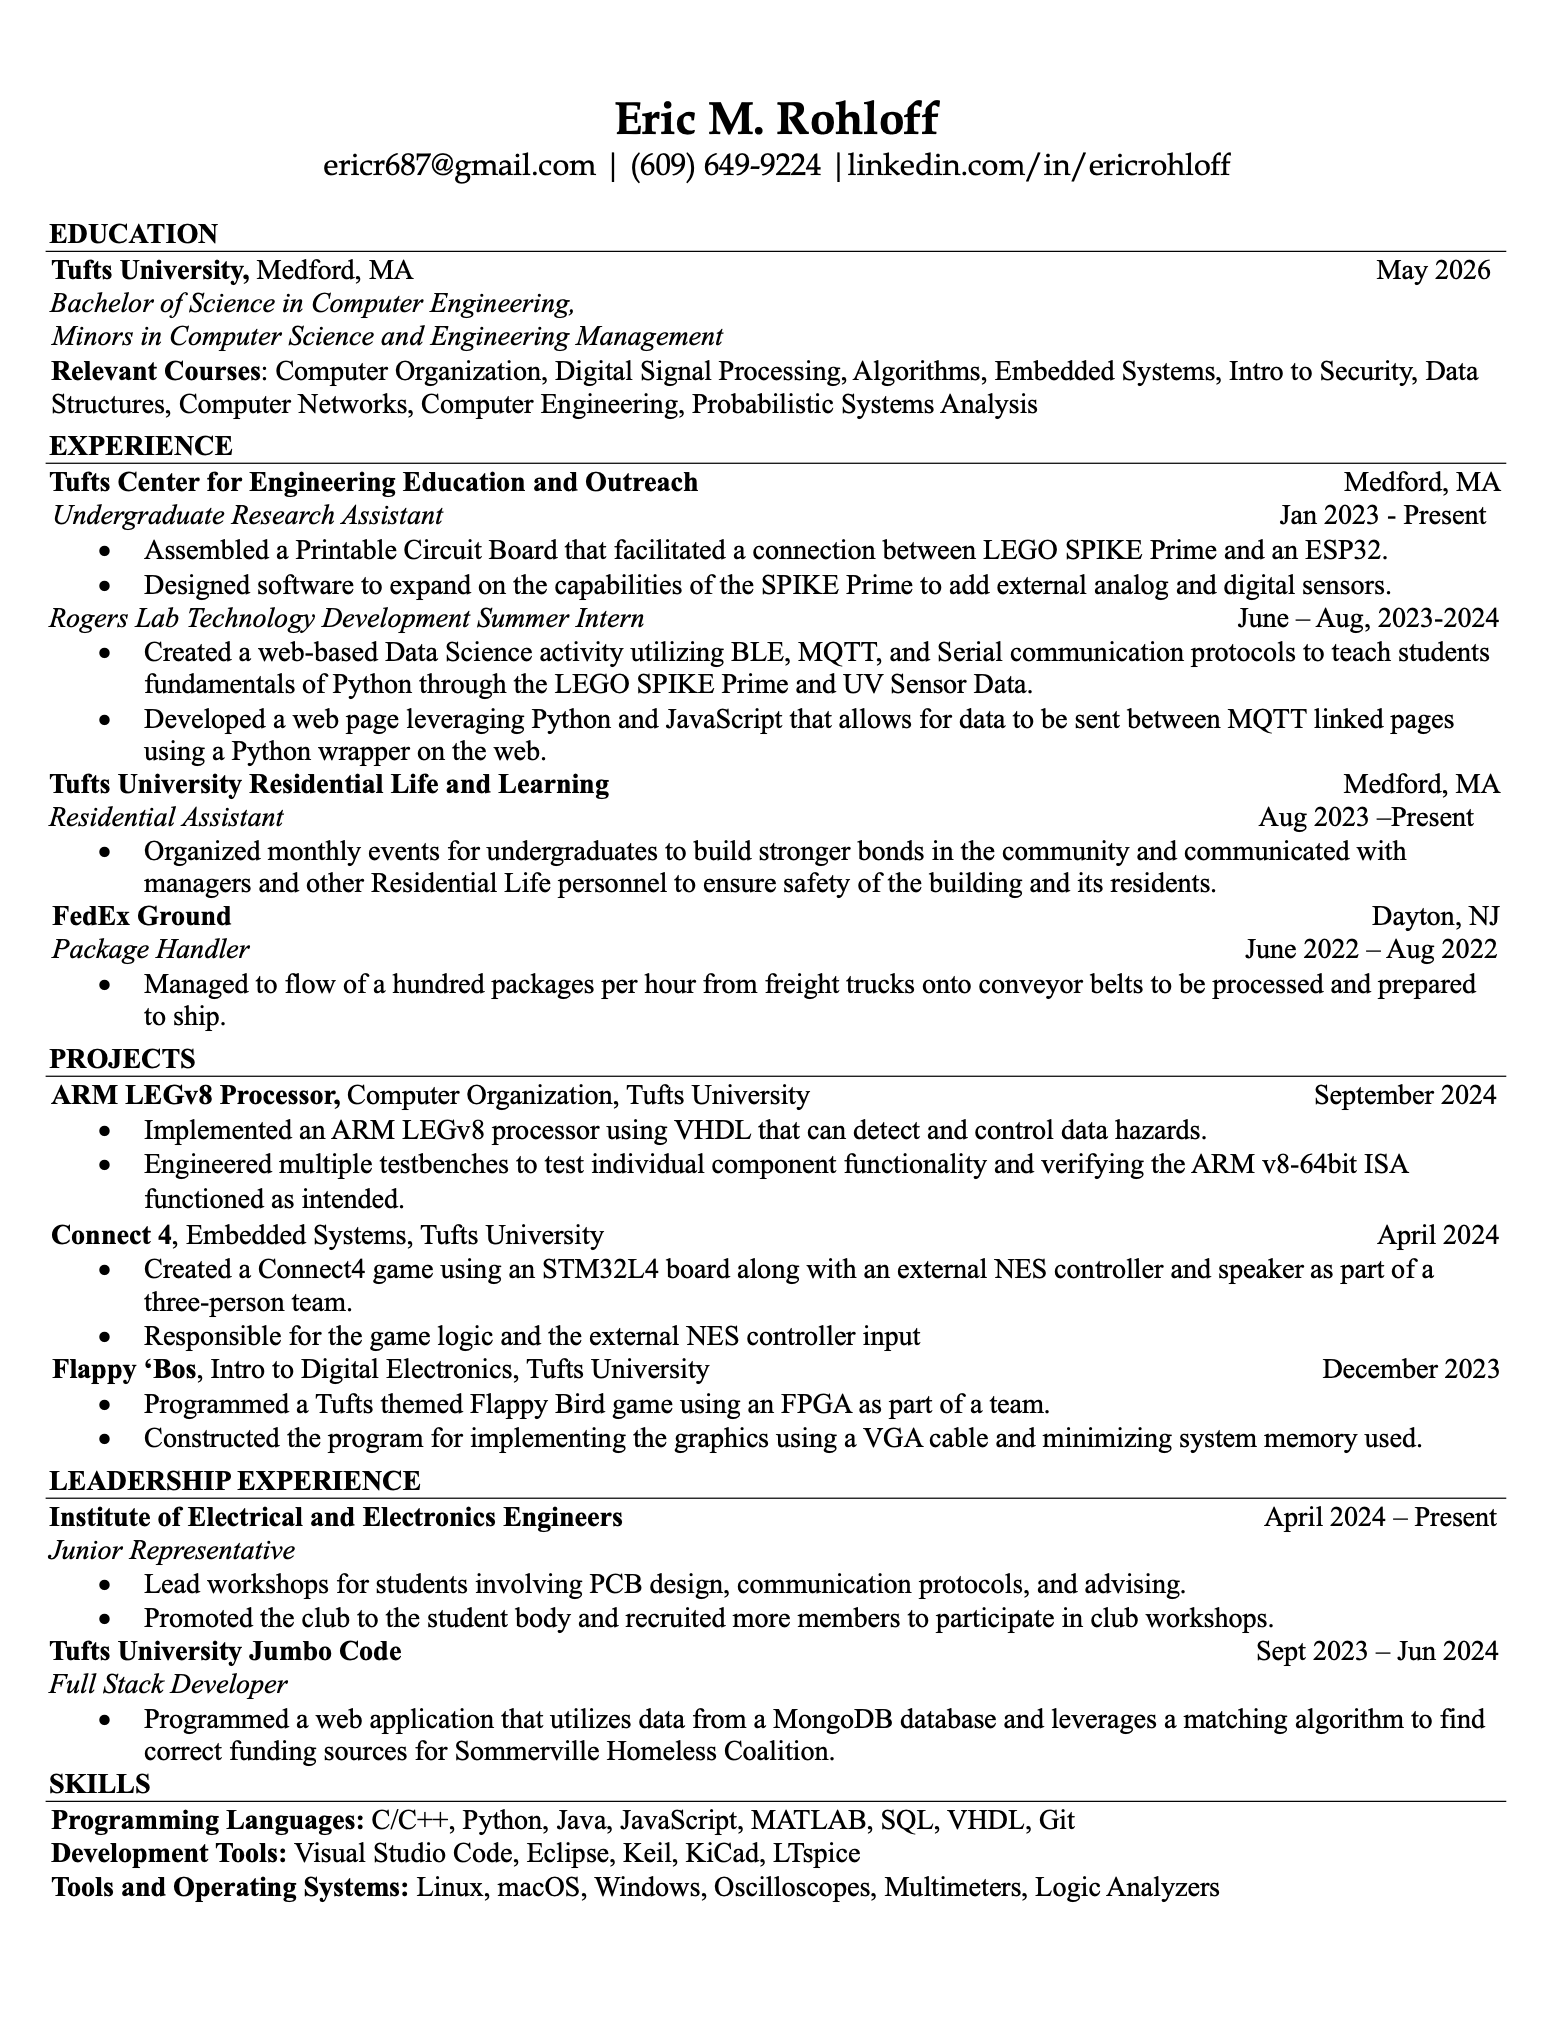 Eric M. Rohloff
ericr687@gmail.com | (609) 649-9224 |linkedin.com/in/ericrohloff
EDUCATION
Tufts University, Medford, MA May 2026
Bachelor of Science in Computer Engineering,
Minors in Computer Science and Engineering Management
Relevant Courses: Computer Organization, Digital Signal Processing, Algorithms, Embedded Systems, Intro to Security, Data
Structures, Computer Networks, Computer Engineering, Probabilistic Systems Analysis
EXPERIENCE
Tufts Center for Engineering Education and Outreach Medford, MA
Undergraduate Research Assistant Jan 2023 - Present
• Assembled a Printable Circuit Board that facilitated a connection between LEGO SPIKE Prime and an ESP32.
• Designed software to expand on the capabilities of the SPIKE Prime to add external analog and digital sensors.
Rogers Lab Technology Development Summer Intern June – Aug, 2023-2024
• Created a web-based Data Science activity utilizing BLE, MQTT, and Serial communication protocols to teach students
fundamentals of Python through the LEGO SPIKE Prime and UV Sensor Data.
• Developed a web page leveraging Python and JavaScript that allows for data to be sent between MQTT linked pages
using a Python wrapper on the web.
Tufts University Residential Life and Learning Medford, MA
Residential Assistant Aug 2023 –Present
• Organized monthly events for undergraduates to build stronger bonds in the community and communicated with
managers and other Residential Life personnel to ensure safety of the building and its residents.
FedEx Ground Dayton, NJ
Package Handler June 2022 – Aug 2022
• Managed to flow of a hundred packages per hour from freight trucks onto conveyor belts to be processed and prepared
to ship.
PROJECTS
ARM LEGv8 Processor, Computer Organization, Tufts University September 2024
• Implemented an ARM LEGv8 processor using VHDL that can detect and control data hazards.
• Engineered multiple testbenches to test individual component functionality and verifying the ARM v8-64bit ISA
functioned as intended.
Connect 4, Embedded Systems, Tufts University April 2024
• Created a Connect4 game using an STM32L4 board along with an external NES controller and speaker as part of a
three-person team.
• Responsible for the game logic and the external NES controller input
Flappy ‘Bos, Intro to Digital Electronics, Tufts University December 2023
• Programmed a Tufts themed Flappy Bird game using an FPGA as part of a team.
• Constructed the program for implementing the graphics using a VGA cable and minimizing system memory used.
LEADERSHIP EXPERIENCE
Institute of Electrical and Electronics Engineers April 2024 – Present
Junior Representative
• Lead workshops for students involving PCB design, communication protocols, and advising.
• Promoted the club to the student body and recruited more members to participate in club workshops.
Tufts University Jumbo Code Sept 2023 – Jun 2024
Full Stack Developer
• Programmed a web application that utilizes data from a MongoDB database and leverages a matching algorithm to find
correct funding sources for Sommerville Homeless Coalition.
SKILLS
Programming Languages: C/C++, Python, Java, JavaScript, MATLAB, SQL, VHDL, Git
Development Tools: Visual Studio Code, Eclipse, Keil, KiCad, LTspice
Tools and Operating Systems: Linux, macOS, Windows, Oscilloscopes, Multimeters, Logic Analyzers